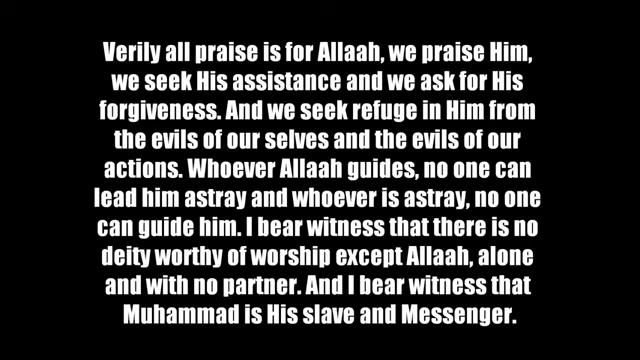 Verily all praise is for Allaah, we praise Him,
we seek His assistance and we ask for His
forgiveness. And we seek refuge in Him from
the evils of our selves and the evils of our
actions. Whoever Allaah guides, no one can
lead him astray and whoever is astray, no one
can guide him. I bear witness that there is no
deity worthy of worship except Allaah, alone
and with no partner. And I bear witness that
Muhammad is His slave and Messenger.